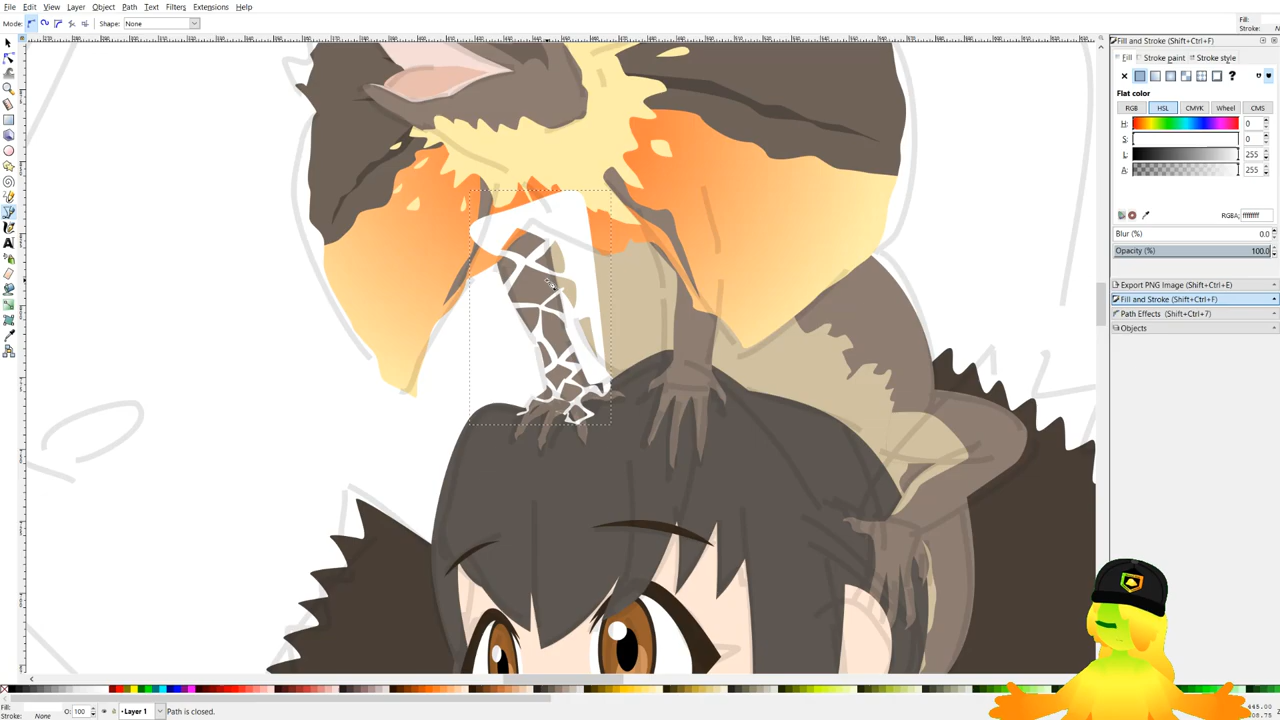 File Edit View Layer Object Path Text Filters Extensions Help
Mode: Shape: None
Fill:
Stroke:
Fill and Stroke (Shift+Ctrl+F)
Fill Stroke paint Stroke style
Flat color
RGB HSL CMYK Wheel CMS
H: 0
S: 0
L: 255
A: 255
RGBA: ffffffff
Blur (%) 0.0
Opacity (%) 100.0
Export PNG Image (Shift+Ctrl+E)
Fill and Stroke (Shift+Ctrl+F)
Path Effects (Shift+Ctrl+7)
Objects
Fill:
Stroke: None O: 100 Layer 1 Path is closed.